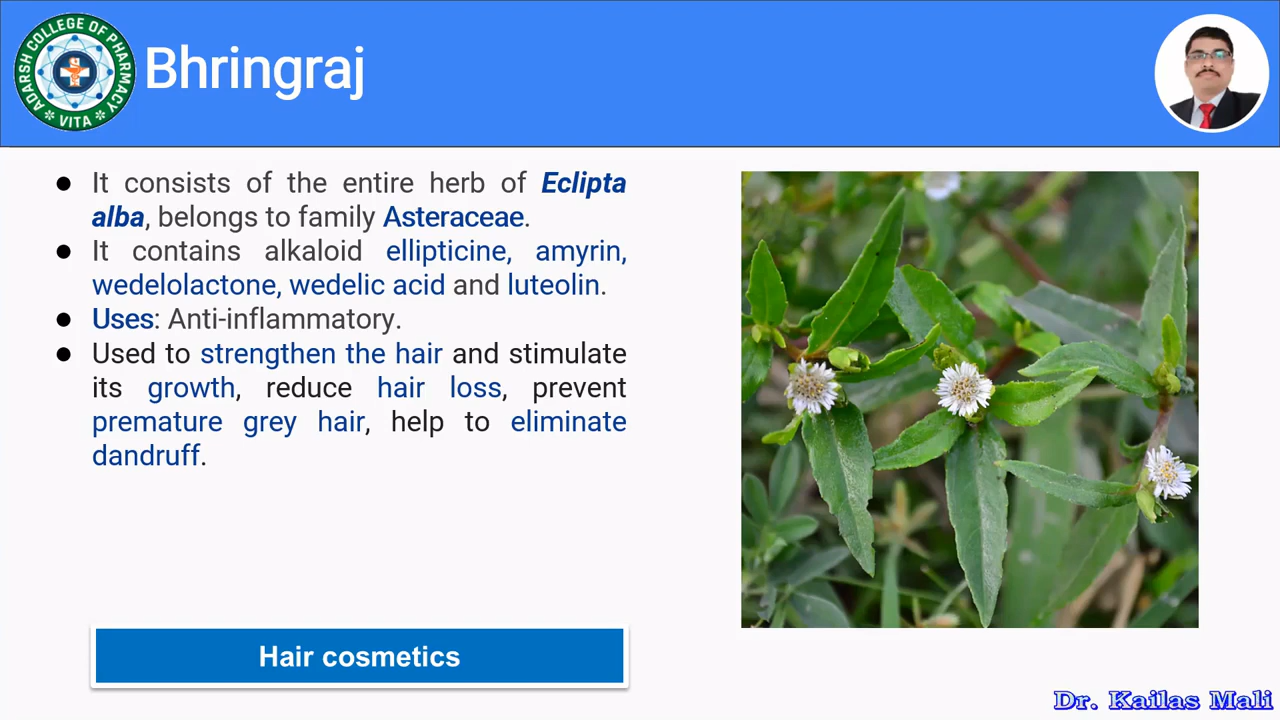 ADARSH COLLEGE OF PHARMACY
VITA
Bhringraj
● It consists of the entire herb of Eclipta
alba, belongs to family Asteraceae.
● It contains alkaloid ellipticine, amyrin,
wedelolactone, wedelic acid and luteolin.
● Uses: Anti-inflammatory.
● Used to strengthen the hair and stimulate
its growth, reduce hair loss, prevent
premature grey hair, help to eliminate
dandruff.
Hair cosmetics
Dr. Kailas Mali